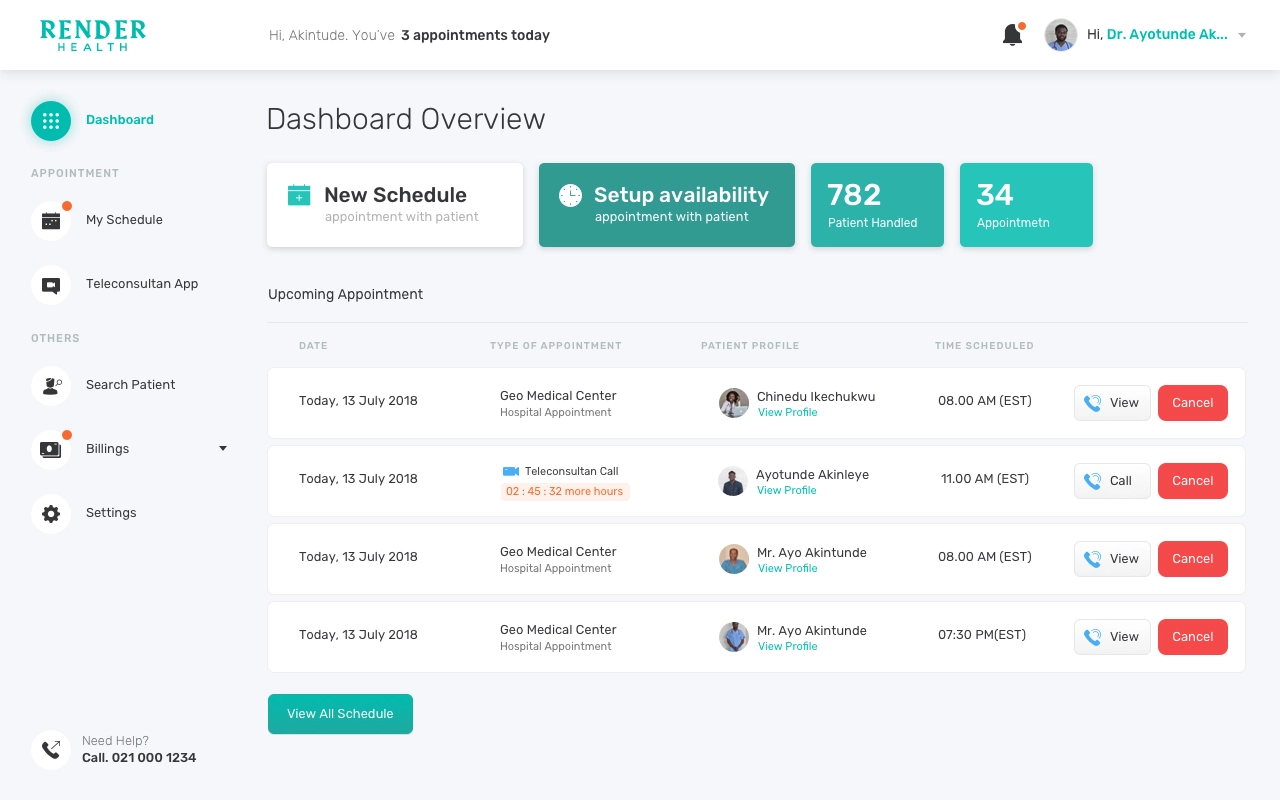 RENDER
HEALTH
Hi, Akintude. You've 3 appointments today
Hi, Dr. Ayotunde Ak...
Dashboard
APPOINTMENT
My Schedule
Teleconsultan App
OTHERS
Search Patient
Billings
Settings
Need Help?
Call. 021 000 1234
Dashboard Overview
New Schedule
appointment with patient
Setup availability
appointment with patient
782
Patient Handled
34
Appointmetn
Upcoming Appointment
DATE TYPE OF APPOINTMENT PATIENT PROFILE TIME SCHEDULED
Today, 13 July 2018
Geo Medical Center
Hospital Appointment
Chinedu Ikechukwu
View Profile
08.00 AM (EST)
View
Cancel
Today, 13 July 2018
Teleconsultan Call
02 : 45 : 32 more hours
Ayotunde Akinleye
View Profile
11.00 AM (EST)
Call
Cancel
Today, 13 July 2018
Geo Medical Center
Hospital Appointment
Mr. Ayo Akintunde
View Profile
08.00 AM (EST)
View
Cancel
Today, 13 July 2018
Geo Medical Center
Hospital Appointment
Mr. Ayo Akintunde
View Profile
07:30 PM(EST)
View
Cancel
View All Schedule